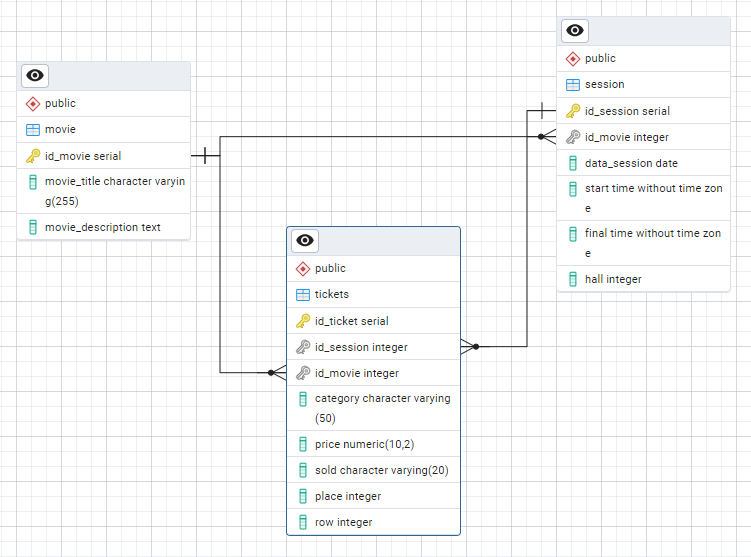 public
movie
id_movie serial
movie_title character varyin
g(255)
movie_description text
public
tickets
id_ticket serial
id_session integer
id_movie integer
category character varying
(50)
price numeric(10,2)
sold character varying(20)
place integer
row integer
public
session
id_session serial
id_movie integer
data_session date
start time without time zon
e
final time without time zon
e
hall integer